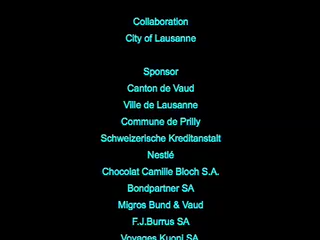 Collaboration
City of Lausanne
Sponsor
Canton de Vaud
Ville de Lausanne
Commune de Prilly
Schweizerische Kreditanstalt
Nestlé
Chocolat Camille Bloch S.A.
Bondpartner SA
Migros Bund & Vaud
F.J.Burrus SA
Voyages Kuoni SA